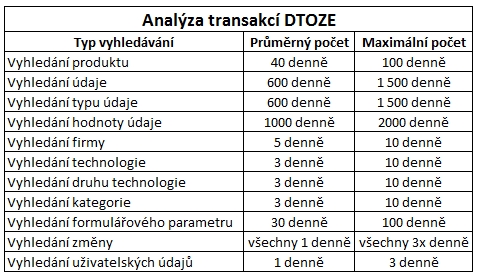 Analýza transakcí DTOZE
Typ vyhledávání Průměrný počet Maximální počet
Vyhledání produktu 40 denně 100 denně
Vyhledání údaje 600 denně 1 500 denně
Vyhledání typu údaje 600 denně 1 500 denně
Vyhledání hodnoty údaje 1000 denně 2000 denně
Vyhledání firmy 5 denně 10 denně
Vyhledání technologie 3 denně 10 denně
Vyhledání druhu technologie 3 denně 10 denně
Vyhledání kategorie 3 denně 10 denně
Vyhledání formulářového parametru 30 denně 100 denně
Vyhledání změny všechny 1 denně všechny 3x denně
Vyhledání uživatelských údajů 1 denně 3 denně